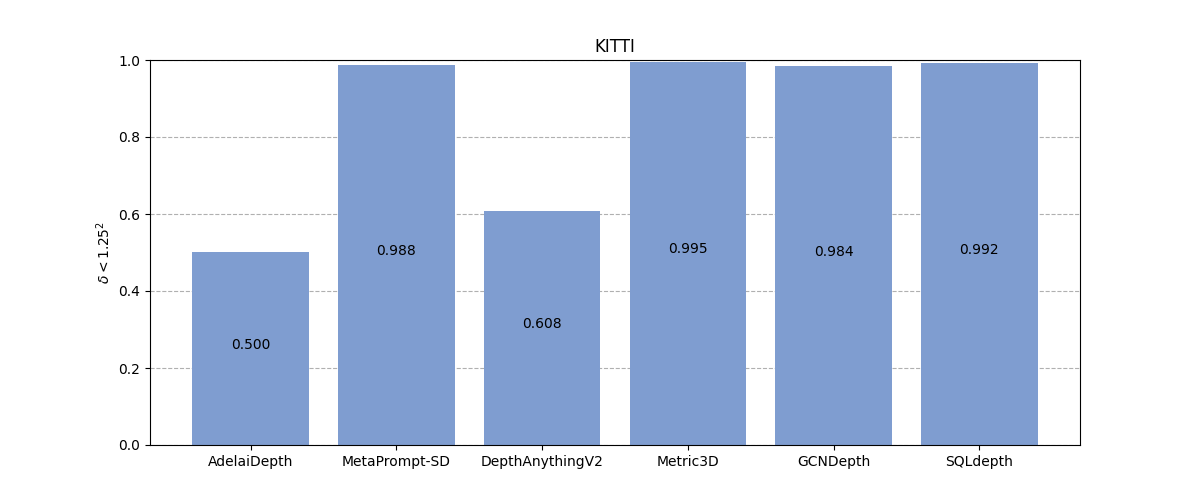 KITTI
δ < 1.25²
1.0
0.8
0.6
0.4
0.2
0.0
0.500
0.988
0.608
0.995
0.984
0.992
AdelaiDepth
MetaPrompt-SD
DepthAnythingV2
Metric3D
GCNDepth
SQLdepth